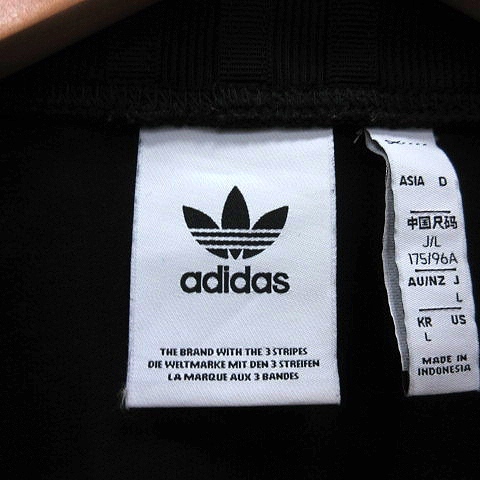 adidas
THE BRAND WITH THE 3 STRIPES
DIE WELTMARKE MIT DEN 3 STREIFEN
LA MARQUE AUX 3 BANDES
ASIA D
中国尺码
J/L
175/96A
AU/NZ J
L
KR US
L
MADE IN
INDONESIA